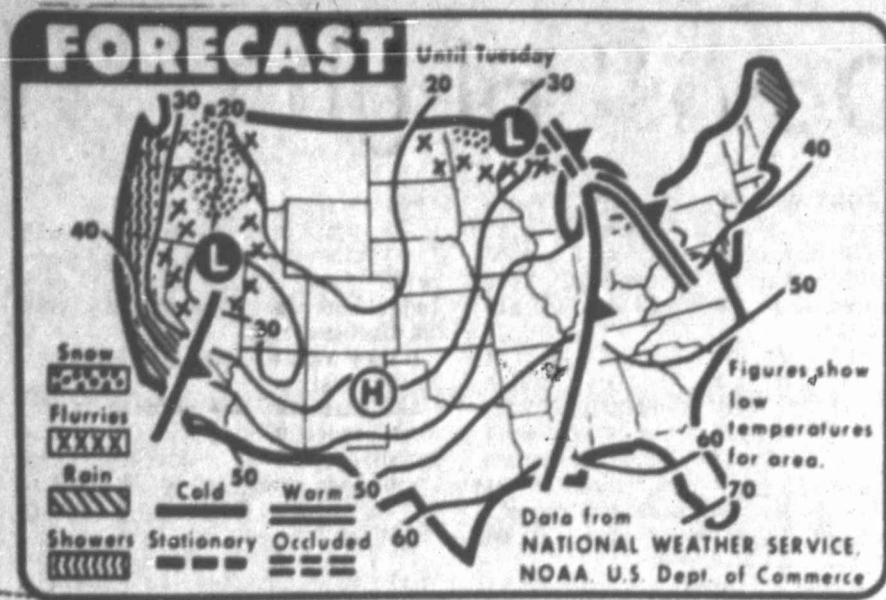 FORECAST
Until Tuesday
30
20
20
30
L
40
40
L
50
30
H
Snow
Flurries
Rain
Showers
Figures show
low
temperatures
for area.
60
70
50
Cold
Warm
50
60
Stationary
Occluded
Data from
NATIONAL WEATHER SERVICE,
NOAA, U.S. Dept. of Commerce